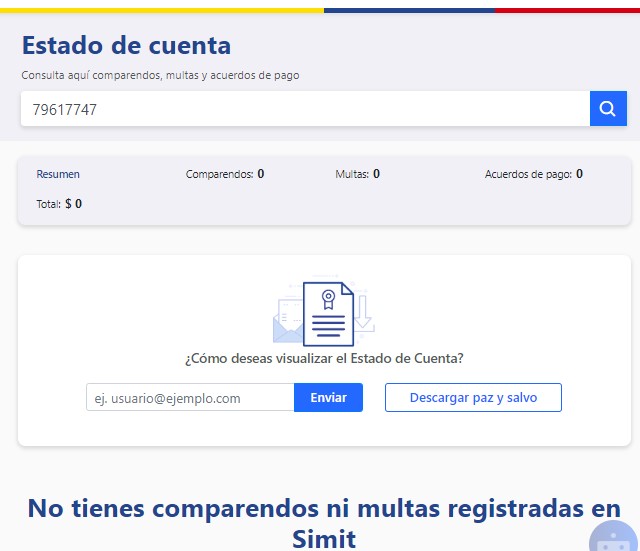 Estado de cuenta
Consulta aquí comparendos, multas y acuerdos de pago
79617747
Resumen
Comparendos: 0
Multas: 0
Acuerdos de pago: 0
Total: $ 0
¿Cómo deseas visualizar el Estado de Cuenta?
ej. usuario@ejemplo.com
Enviar
Descargar paz y salvo
No tienes comparendos ni multas registradas en
Simit